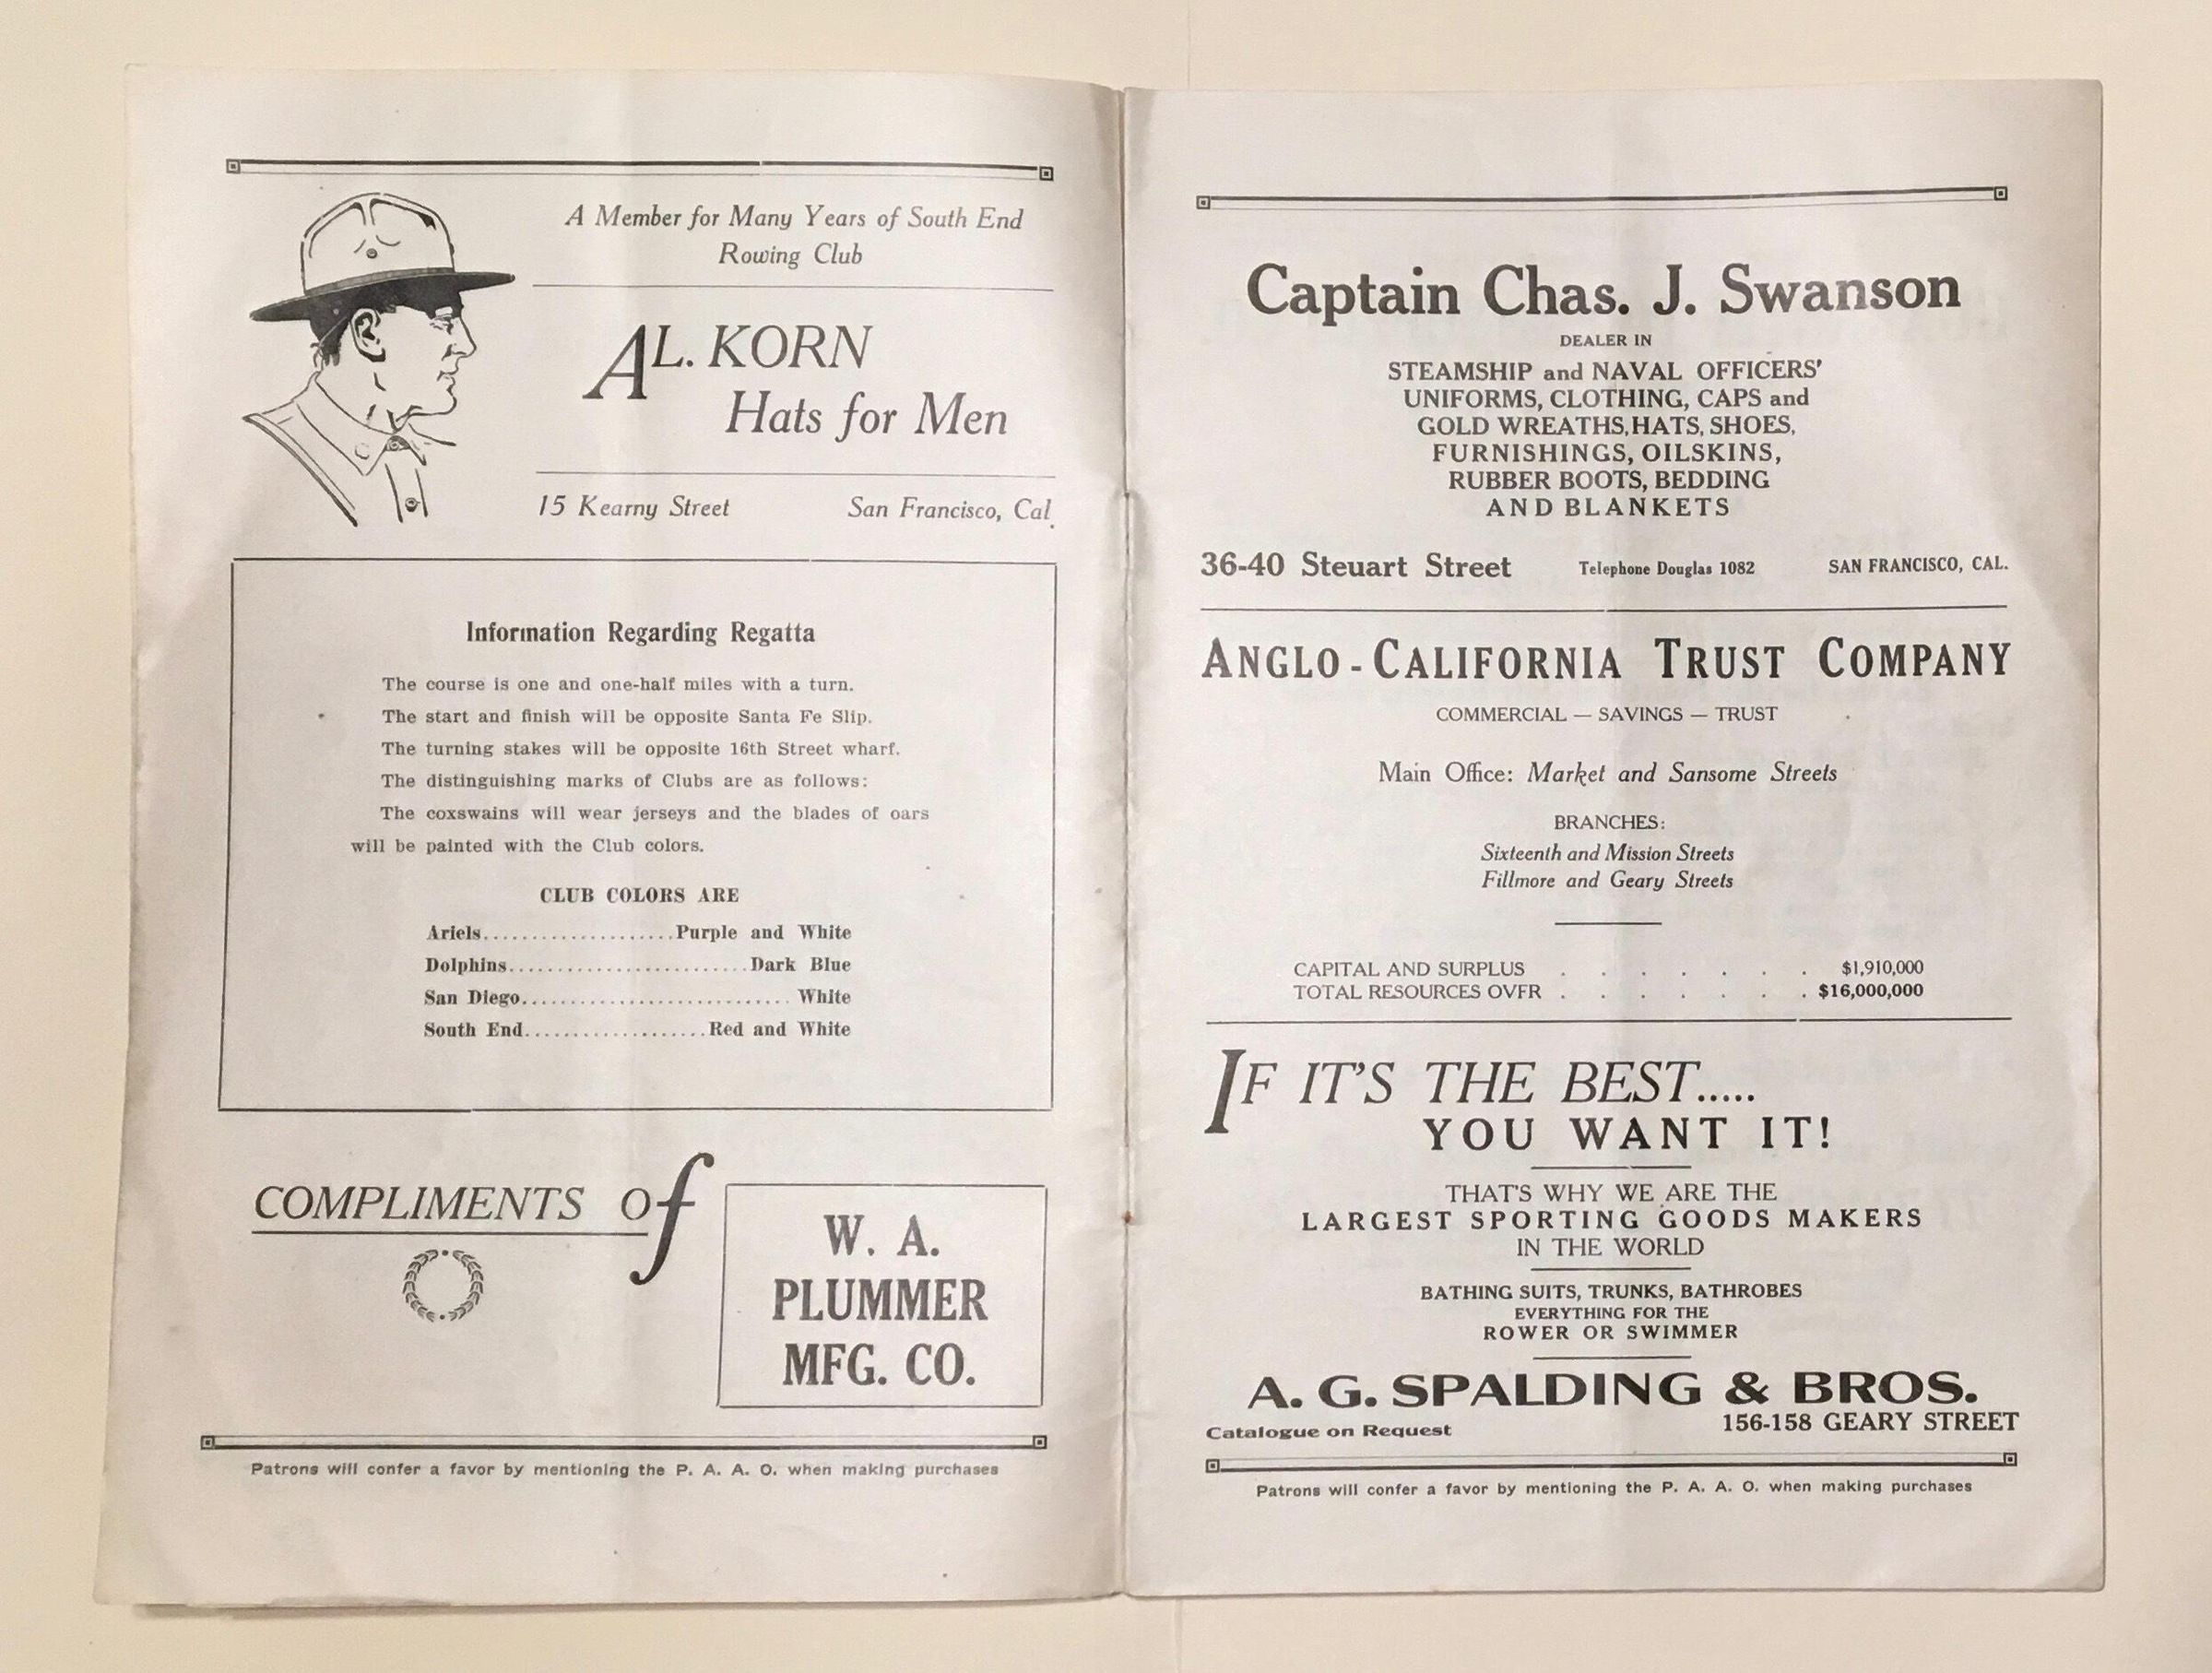 A Member for Many Years of South End
Rowing Club
AL. KORN
Hats for Men
15 Kearny Street San Francisco, Cal.
Information Regarding Regatta
The course is one and one-half miles with a turn.
The start and finish will be opposite Santa Fe Slip.
The turning stakes will be opposite 16th Street wharf.
The distinguishing marks of Clubs are as follows:
The coxswains will wear jerseys and the blades of oars
will be painted with the Club colors.
CLUB COLORS ARE
Ariels....................Purple and White
Dolphins.........................Dark Blue
San Diego............................ White
South End...................Red and White
COMPLIMENTS of
W. A.
PLUMMER
MFG. CO.
Patrons will confer a favor by mentioning the P. A. A. O. when making purchases
Captain Chas. J. Swanson
DEALER IN
STEAMSHIP and NAVAL OFFICERS'
UNIFORMS, CLOTHING, CAPS and
GOLD WREATHS, HATS, SHOES,
FURNISHINGS, OILSKINS,
RUBBER BOOTS, BEDDING
AND BLANKETS
36-40 Steuart Street Telephone Douglas 1082 SAN FRANCISCO, CAL.
ANGLO-CALIFORNIA TRUST COMPANY
COMMERCIAL — SAVINGS — TRUST
Main Office: Market and Sansome Streets
BRANCHES:
Sixteenth and Mission Streets
Fillmore and Geary Streets
CAPITAL AND SURPLUS . . . . . . . $1,910,000
TOTAL RESOURCES OVFR . . . . . . . $16,000,000
IF IT'S THE BEST.....
YOU WANT IT!
THAT'S WHY WE ARE THE
LARGEST SPORTING GOODS MAKERS
IN THE WORLD
BATHING SUITS, TRUNKS, BATHROBES
EVERYTHING FOR THE
ROWER OR SWIMMER
A. G. SPALDING & BROS.
Catalogue on Request 156-158 GEARY STREET
Patrons will confer a favor by mentioning the P. A. A. O. when making purchases